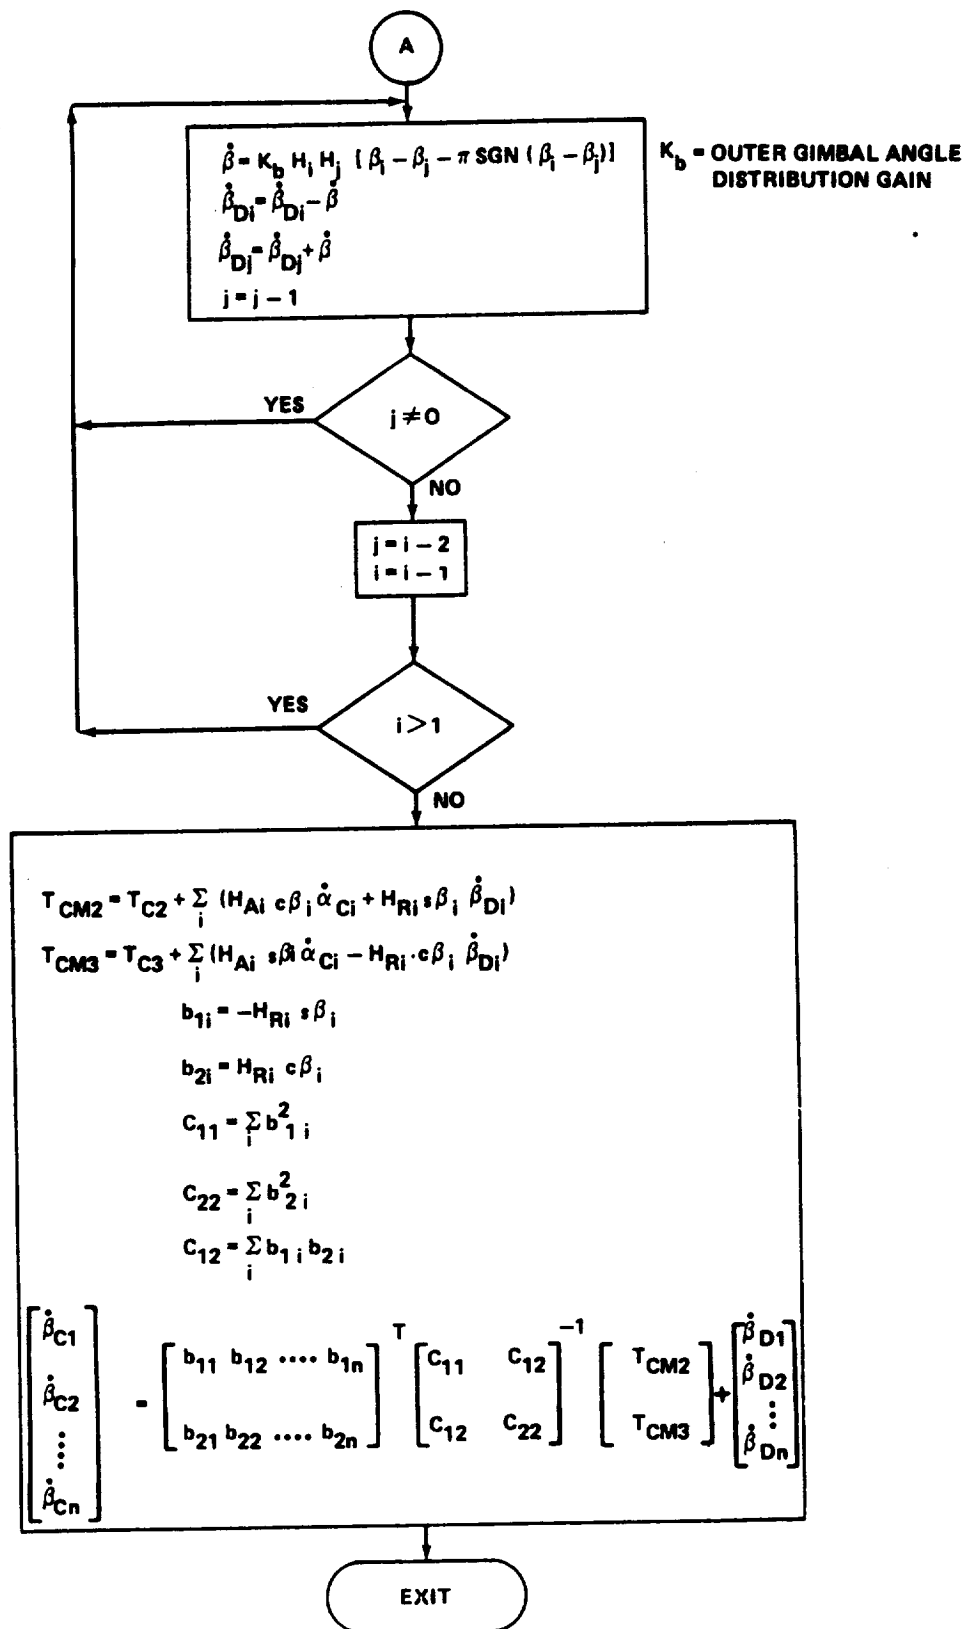 A
β̇ = K_b H_i H_j [ β_i − β_j − π SGN ( β_i − β_j)]
β̇_Di = β̇_Di − β̇
β̇_Dj = β̇_Dj + β̇
j = j − 1
K_b = OUTER GIMBAL ANGLE
DISTRIBUTION GAIN
YES
j ≠ 0
NO
j = i − 2
i = i − 1
YES
i > 1
NO
T_CM2 = T_C2 + Σ_i (H_Ai cβ_i α̇_Ci + H_Ri sβ_i β̇_Di)
T_CM3 = T_C3 + Σ_i (H_Ai sβi α̇_Ci − H_Ri · cβ_i β̇_Di)
b_1i = −H_Ri sβ_i
b_2i = H_Ri cβ_i
C_11 = Σ_i b²_1i
C_22 = Σ_i b²_2i
C_12 = Σ_i b_1i b_2i
[β̇_C1 β̇_C2 ⋮ β̇_Cn] = [b_11 b_12 .... b_1n ; b_21 b_22 .... b_2n]^T [C_11 C_12 ; C_12 C_22]^−1 [T_CM2 ; T_CM3] + [β̇_D1 β̇_D2 ⋮ β̇_Dn]
EXIT